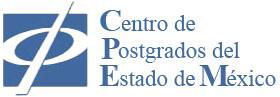 Centro de
Postgrados del
Estado de México